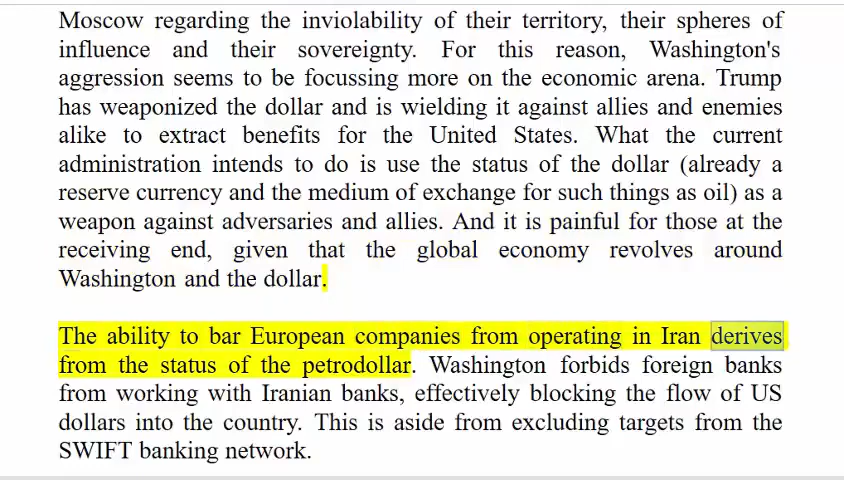 Moscow regarding the inviolability of their territory, their spheres of
influence and their sovereignty. For this reason, Washington's
aggression seems to be focussing more on the economic arena. Trump
has weaponized the dollar and is wielding it against allies and enemies
alike to extract benefits for the United States. What the current
administration intends to do is use the status of the dollar (already a
reserve currency and the medium of exchange for such things as oil) as a
weapon against adversaries and allies. And it is painful for those at the
receiving end, given that the global economy revolves around
Washington and the dollar.
The ability to bar European companies from operating in Iran derives
from the status of the petrodollar. Washington forbids foreign banks
from working with Iranian banks, effectively blocking the flow of US
dollars into the country. This is aside from excluding targets from the
SWIFT banking network.